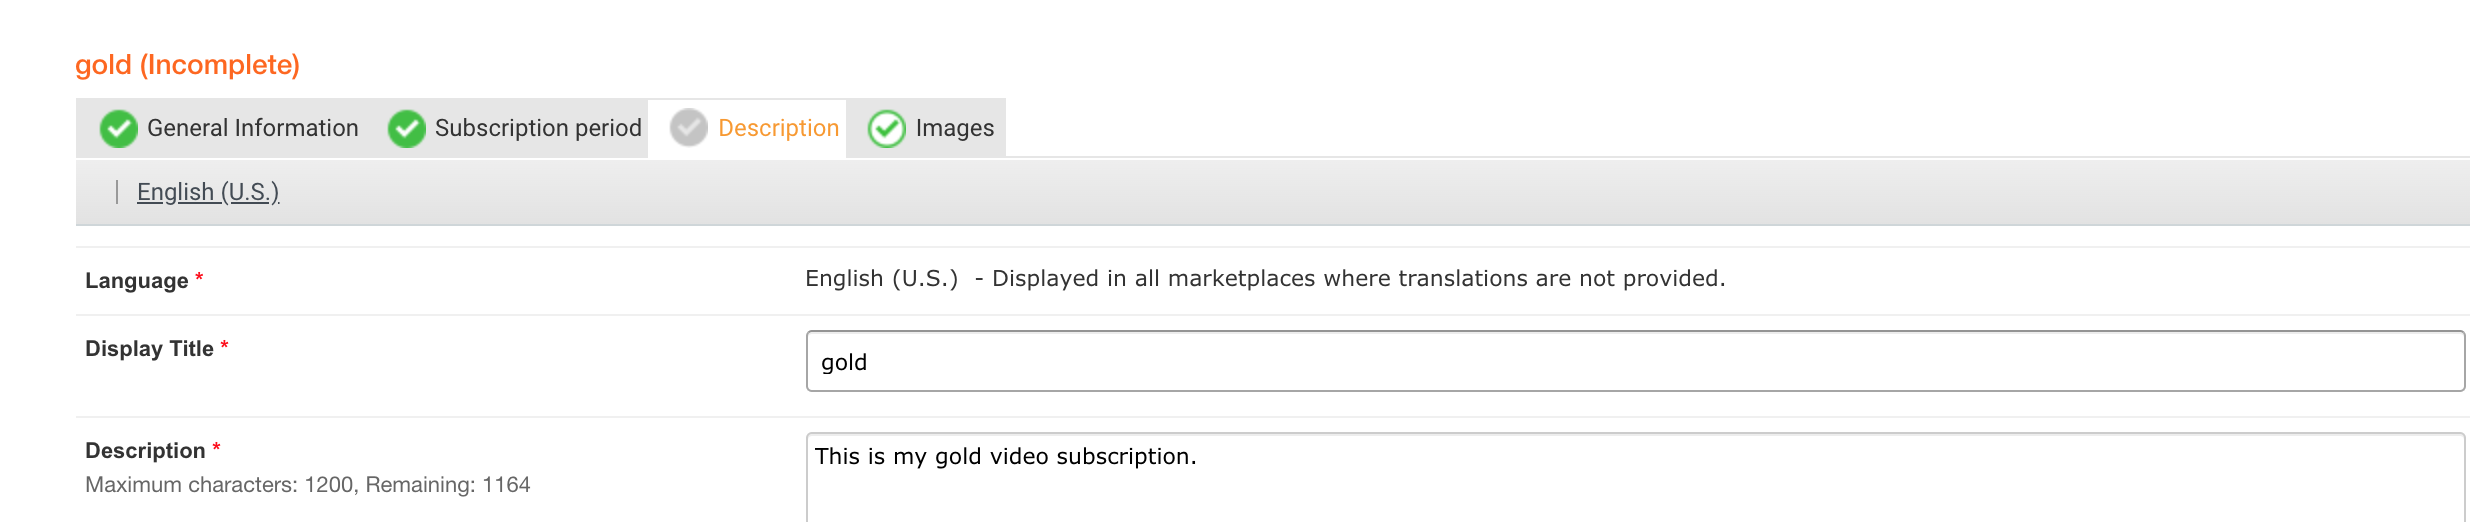 gold (Incomplete)
General Information Subscription period Description Images
| English (U.S.)
Language * English (U.S.) - Displayed in all marketplaces where translations are not provided.
Display Title * gold
Description * This is my gold video subscription.
Maximum characters: 1200, Remaining: 1164